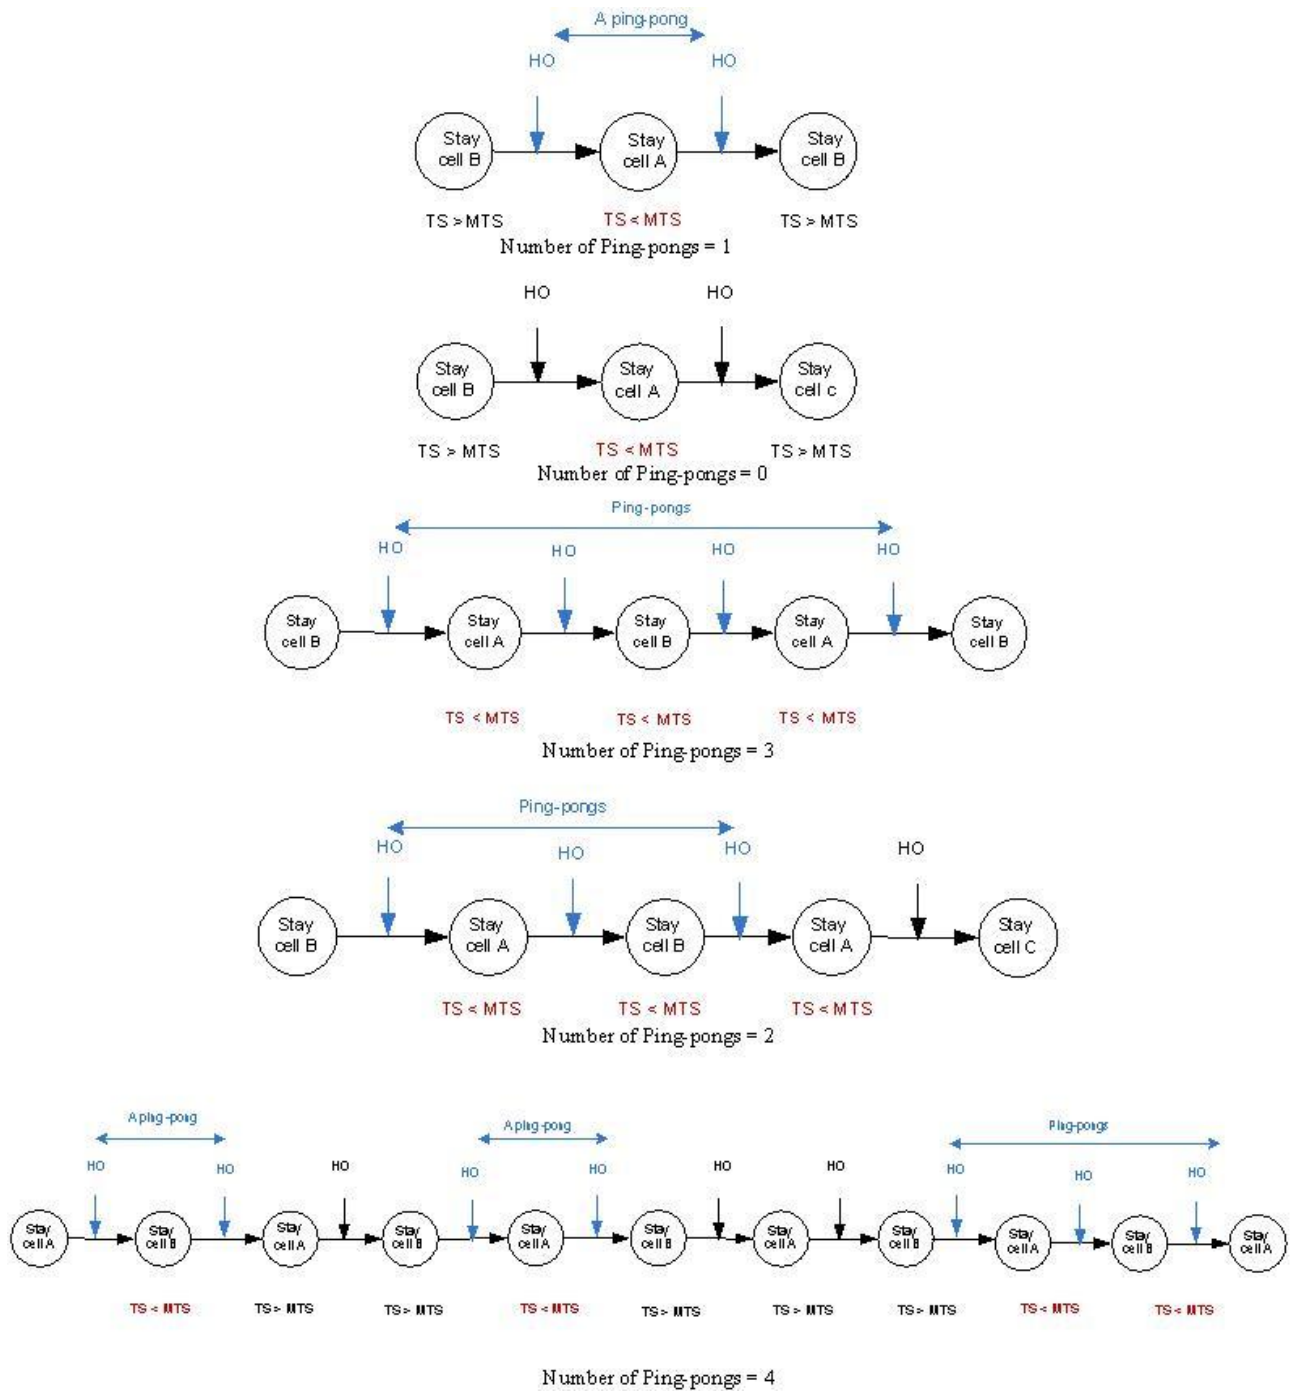 A ping-pong
HO HO
Stay cell B
Stay cell A
Stay cell B
TS > MTS TS < MTS TS > MTS
Number of Ping-pongs = 1
HO HO
Stay cell B
Stay cell A
Stay cell c
TS > MTS TS < MTS TS > MTS
Number of Ping-pongs = 0
Ping-pongs
HO HO HO HO
Stay cell B
Stay cell A
Stay cell B
Stay cell A
Stay cell B
TS < MTS TS < MTS TS < MTS
Number of Ping-pongs = 3
Ping-pongs
HO HO HO HO
Stay cell B
Stay cell A
Stay cell B
Stay cell A
Stay cell C
TS < MTS TS < MTS TS < MTS
Number of Ping-pongs = 2
A ping-pong A ping-pong Ping-pongs
HO HO HO HO HO HO HO HO HO HO
Stay cell A
Stay cell B
Stay cell A
Stay cell B
Stay cell A
Stay cell B
Stay cell A
Stay cell B
Stay cell A
Stay cell B
Stay cell A
TS < MTS TS > MTS TS > MTS TS < MTS TS > MTS TS > MTS TS > MTS TS < MTS TS < MTS
Number of Ping-pongs = 4